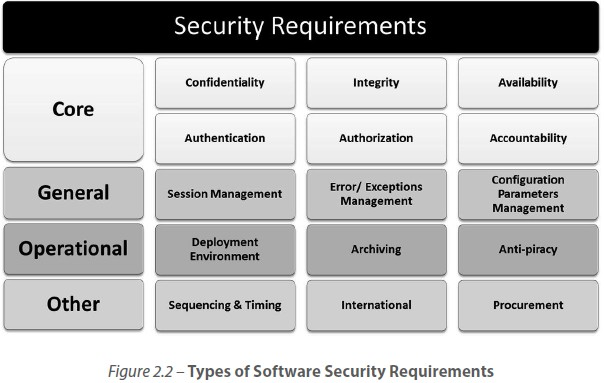 Security Requirements
Core
Confidentiality
Integrity
Availability
Authentication
Authorization
Accountability
General
Session Management
Error/ Exceptions
Management
Configuration
Parameters
Management
Operational
Deployment
Environment
Archiving
Anti-piracy
Other
Sequencing & Timing
International
Procurement
Figure 2.2 – Types of Software Security Requirements